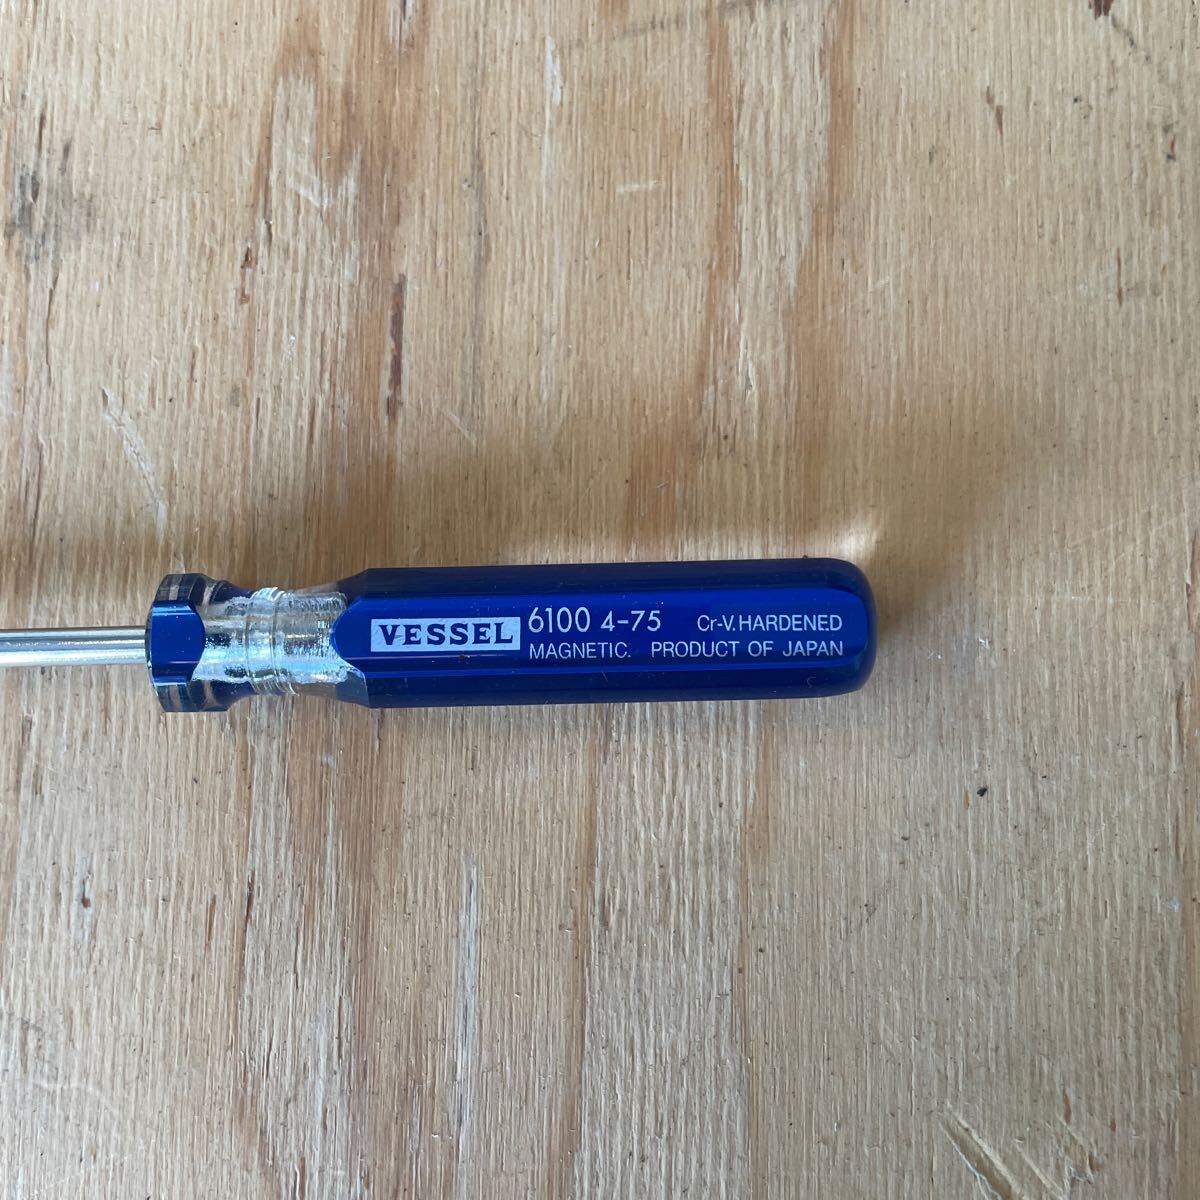 VESSEL 6100 4-75 Cr-V.HARDENED
MAGNETIC. PRODUCT OF JAPAN